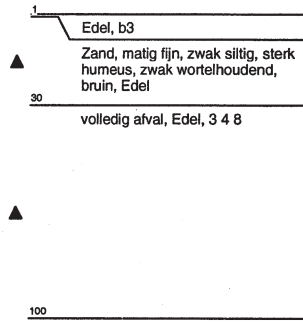 1
Edel, b3
Zand, matig fijn, zwak siltig, sterk
humeus, zwak wortelhoudend,
bruin, Edel
30
volledig afval, Edel, 3 4 8
100